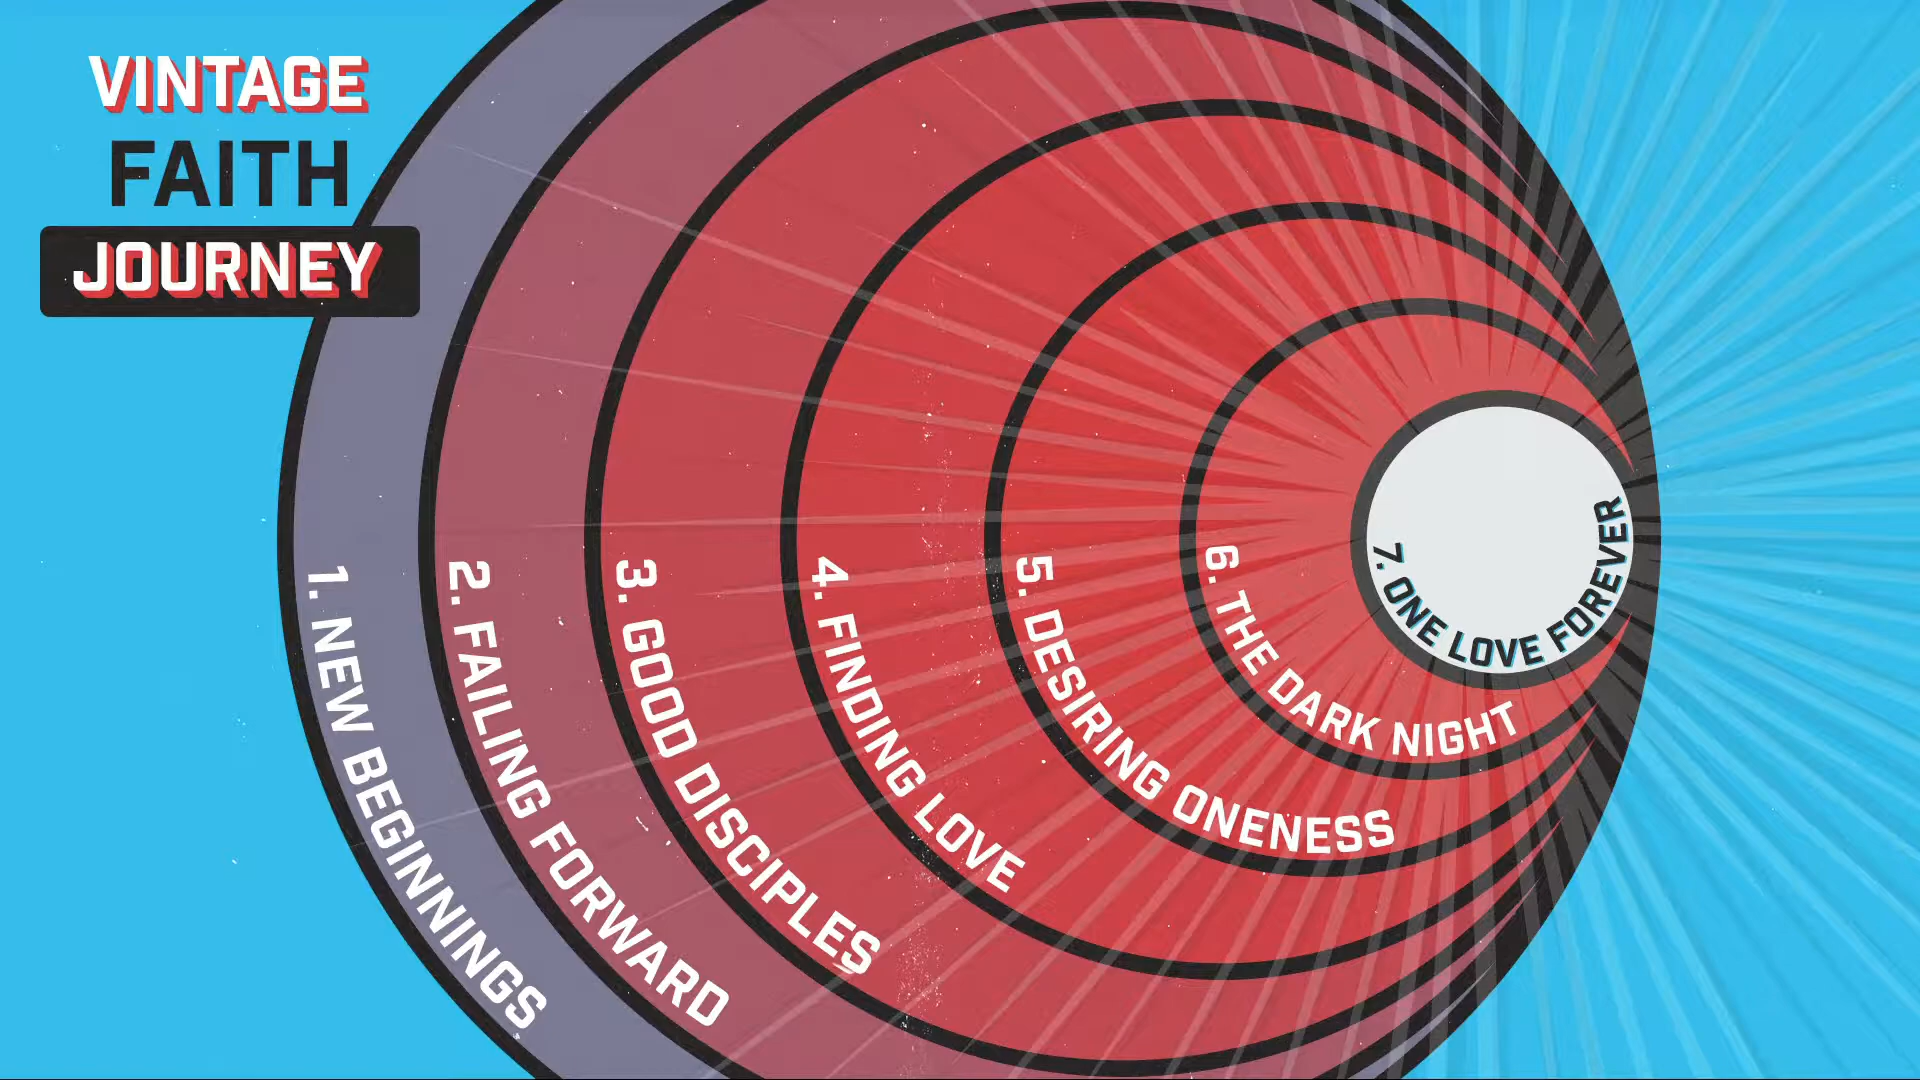 VINTAGE
FAITH
JOURNEY
1. NEW BEGINNINGS
2. FAILING FORWARD
3. GOOD DISCIPLES
4. FINDING LOVE
5. DESIRING ONENESS
6. THE DARK NIGHT
7. ONE LOVE FOREVER